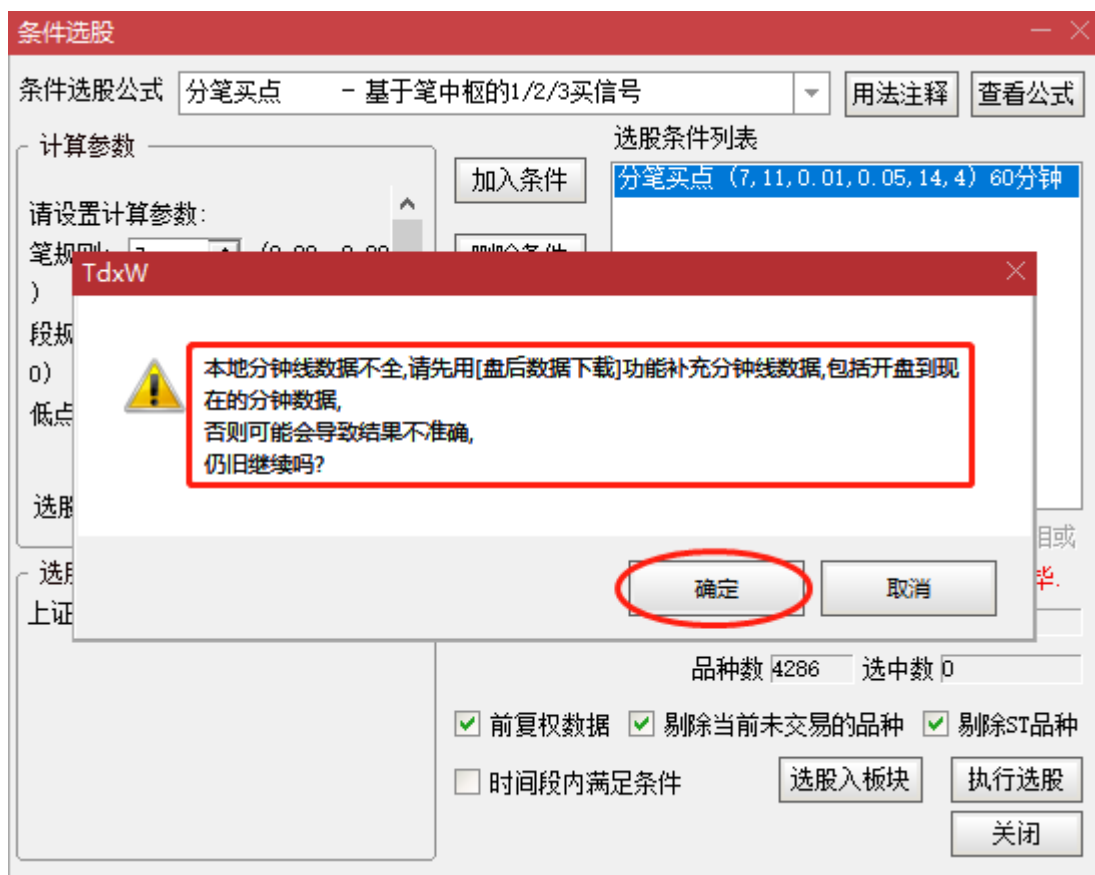 条件选股
条件选股公式 分笔买点 - 基于笔中枢的1/2/3买信号 用法注释 查看公式
计算参数
选股条件列表
加入条件
分笔买点 (7,11,0.01,0.05,14,4) 60分钟
请设置计算参数:
TdxW
)
段规
0)
低点
本地分钟线数据不全,请先用[盘后数据下载]功能补充分钟线数据,包括开盘到现
在的分钟数据,
否则可能会导致结果不准确,
仍旧继续吗?
选股
相或
确定 取消
选股
毕.
上证
品种数 4286 选中数 0
前复权数据 剔除当前未交易的品种 剔除ST品种
时间段内满足条件 选股入板块 执行选股
关闭